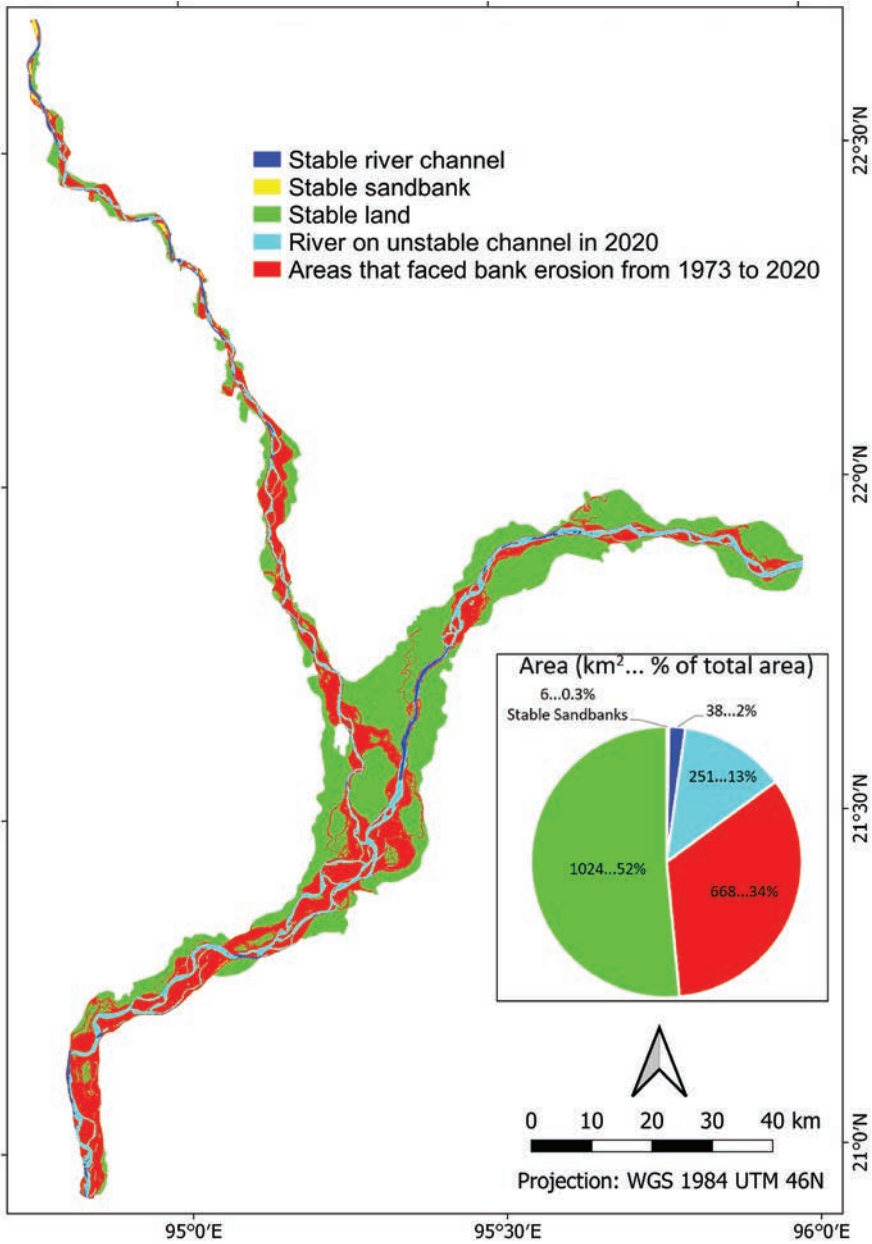 Stable river channel
Stable sandbank
Stable land
River on unstable channel in 2020
Areas that faced bank erosion from 1973 to 2020
22°30'N
22°0'N
21°30'N
21°0'N
Area (km²... % of total area)
6...0.3%
Stable Sandbanks
38...2%
251...13%
1024...52%
668...34%
0 10 20 30 40 km
Projection: WGS 1984 UTM 46N
95°0'E 95°30'E 96°0'E